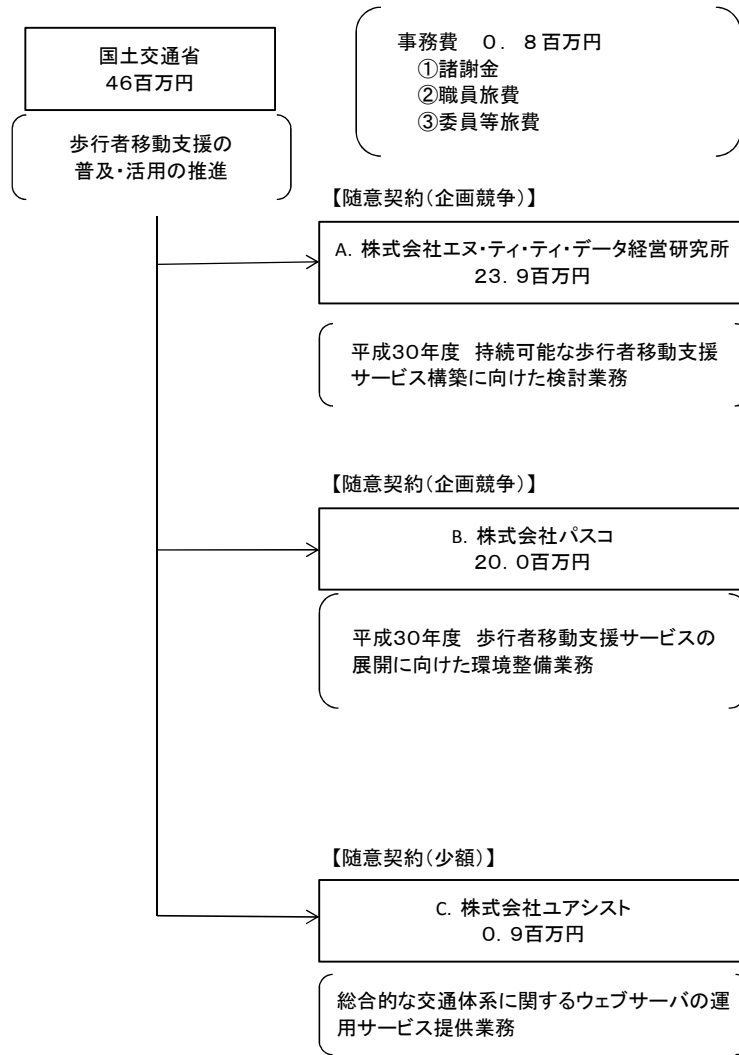 国土交通省
46百万円
歩行者移動支援の
普及・活用の推進
事務費　０．８百万円
①諸謝金
②職員旅費
③委員等旅費
【随意契約（企画競争）】
A. 株式会社エヌ・ティ・ティ・データ経営研究所
２３．９百万円
平成30年度　持続可能な歩行者移動支援
サービス構築に向けた検討業務
【随意契約（企画競争）】
B. 株式会社パスコ
２０．０百万円
平成30年度　歩行者移動支援サービスの
展開に向けた環境整備業務
【随意契約（少額）】
C. 株式会社ユアシスト
０．９百万円
総合的な交通体系に関するウェブサーバの運
用サービス提供業務